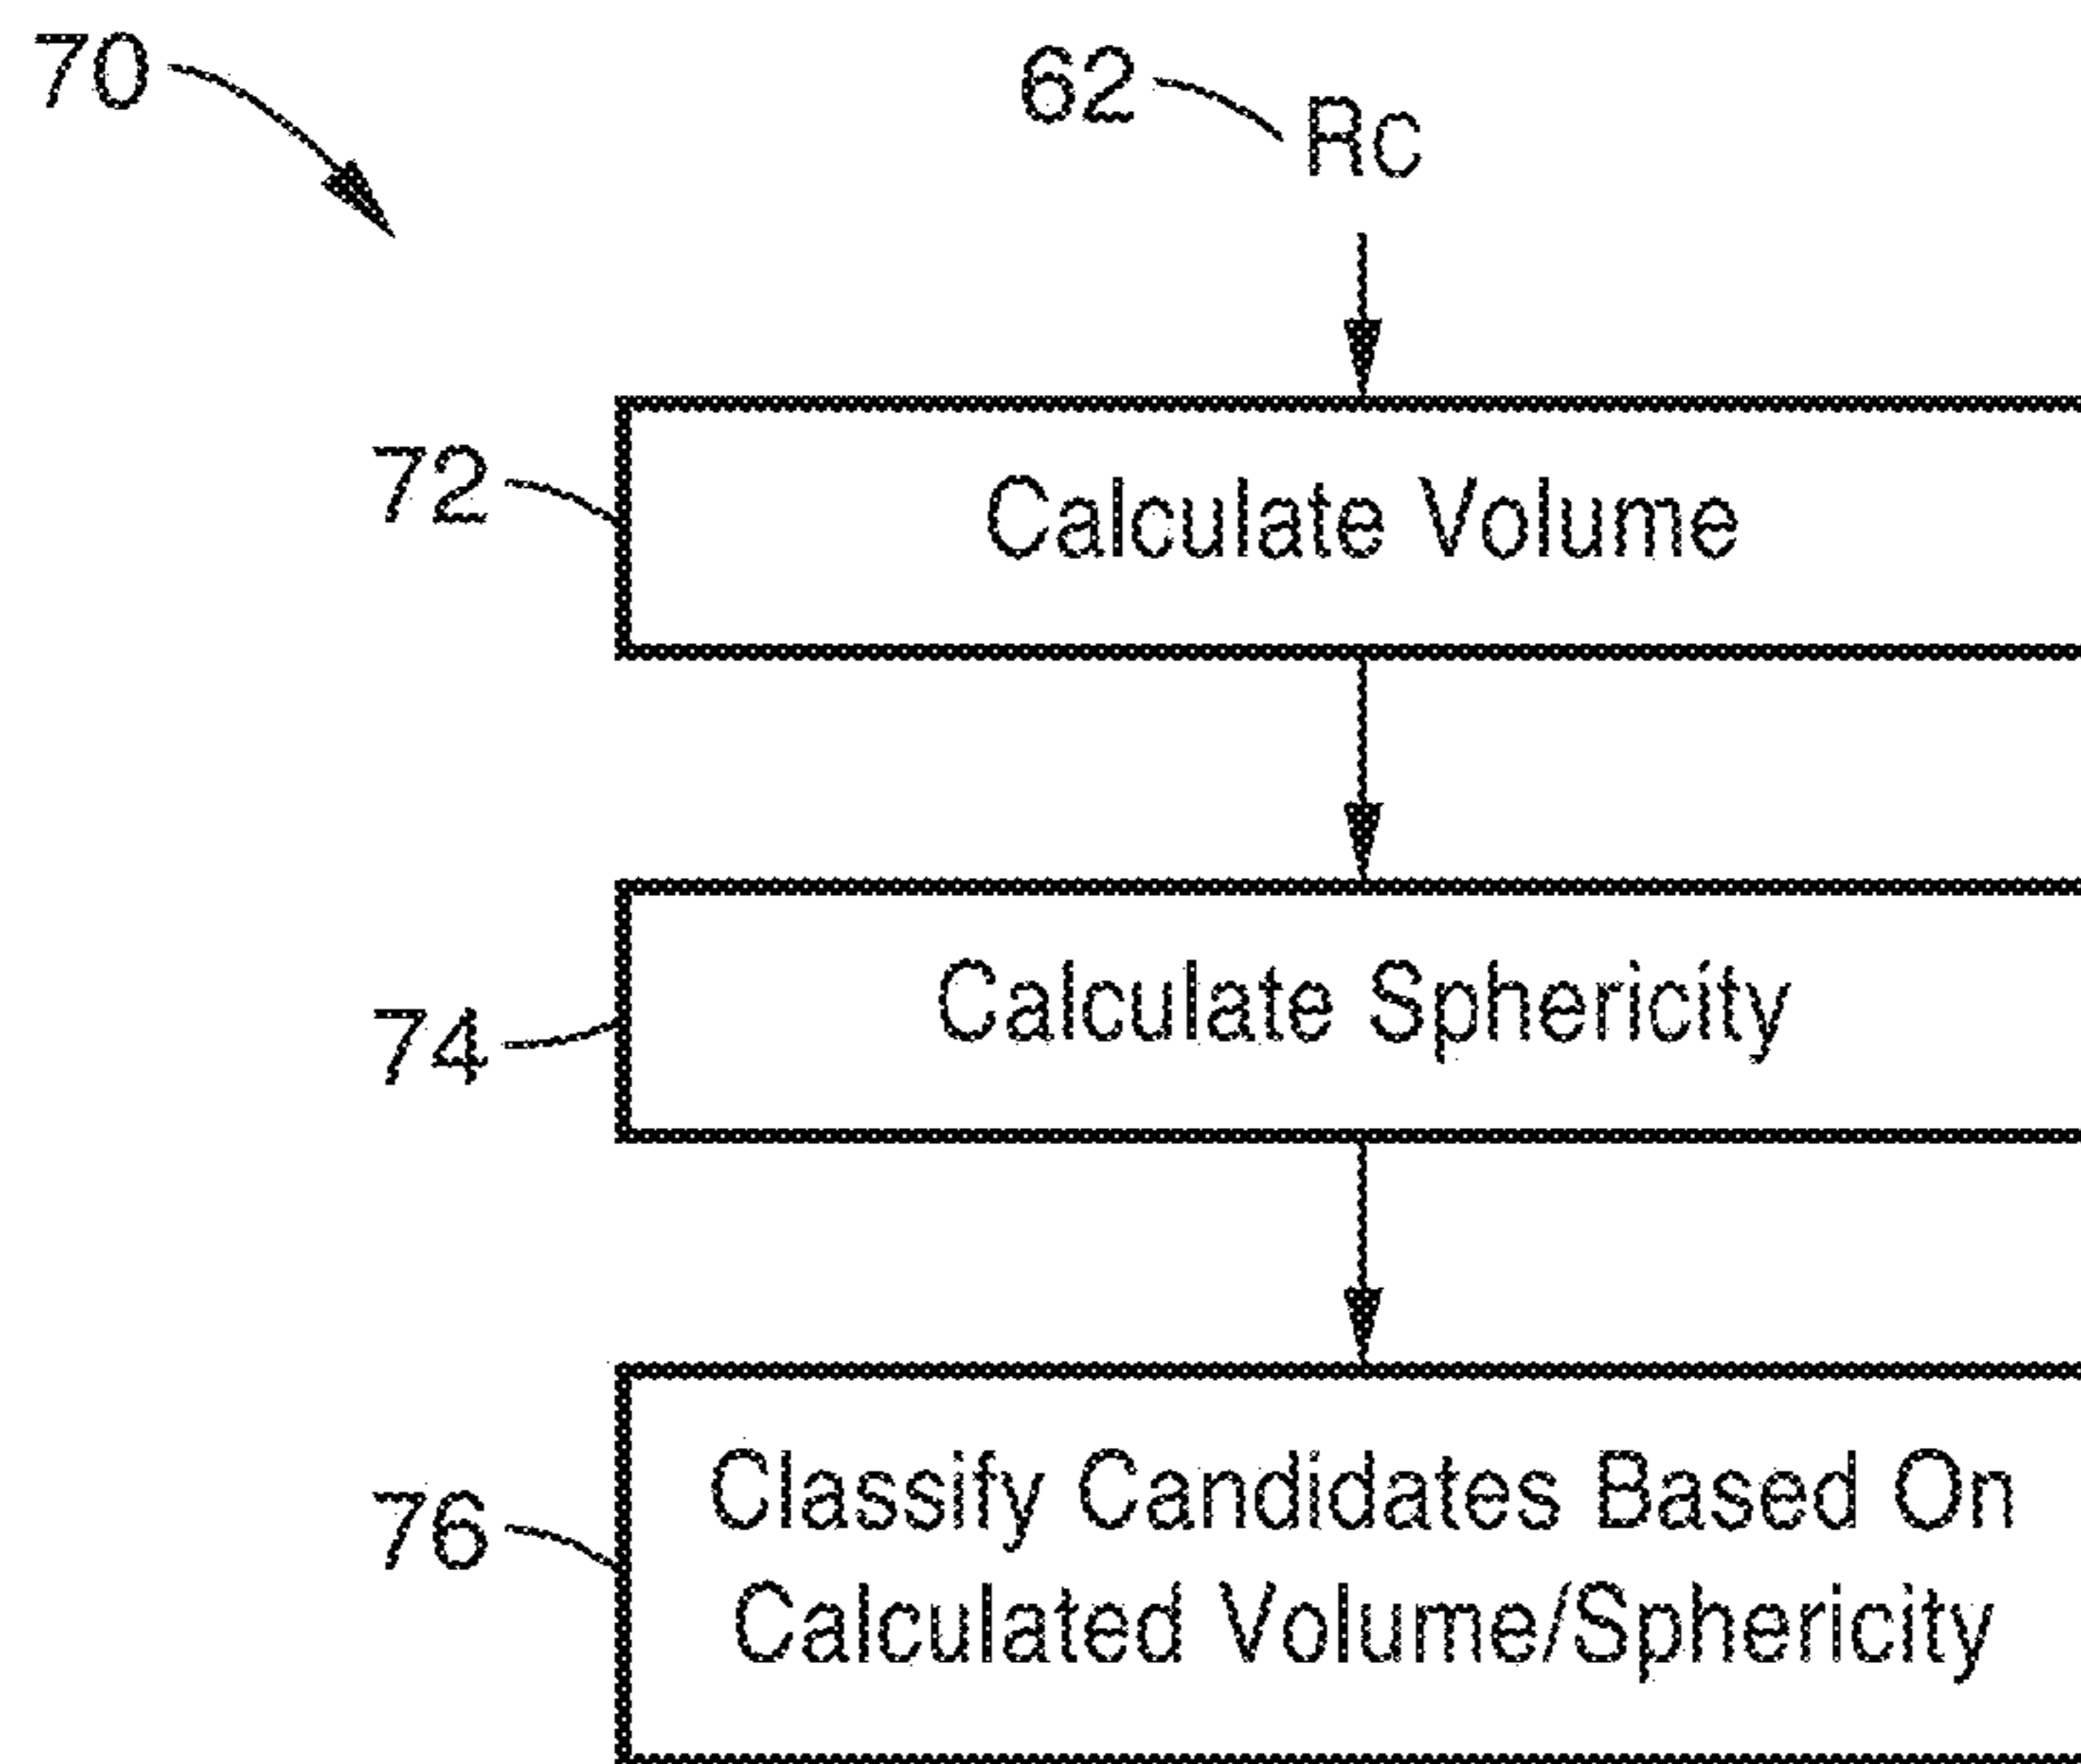 70
62 RC
72 Calculate Volume
74 Calculate Sphericity
76 Classify Candidates Based On
Calculated Volume/Sphericity